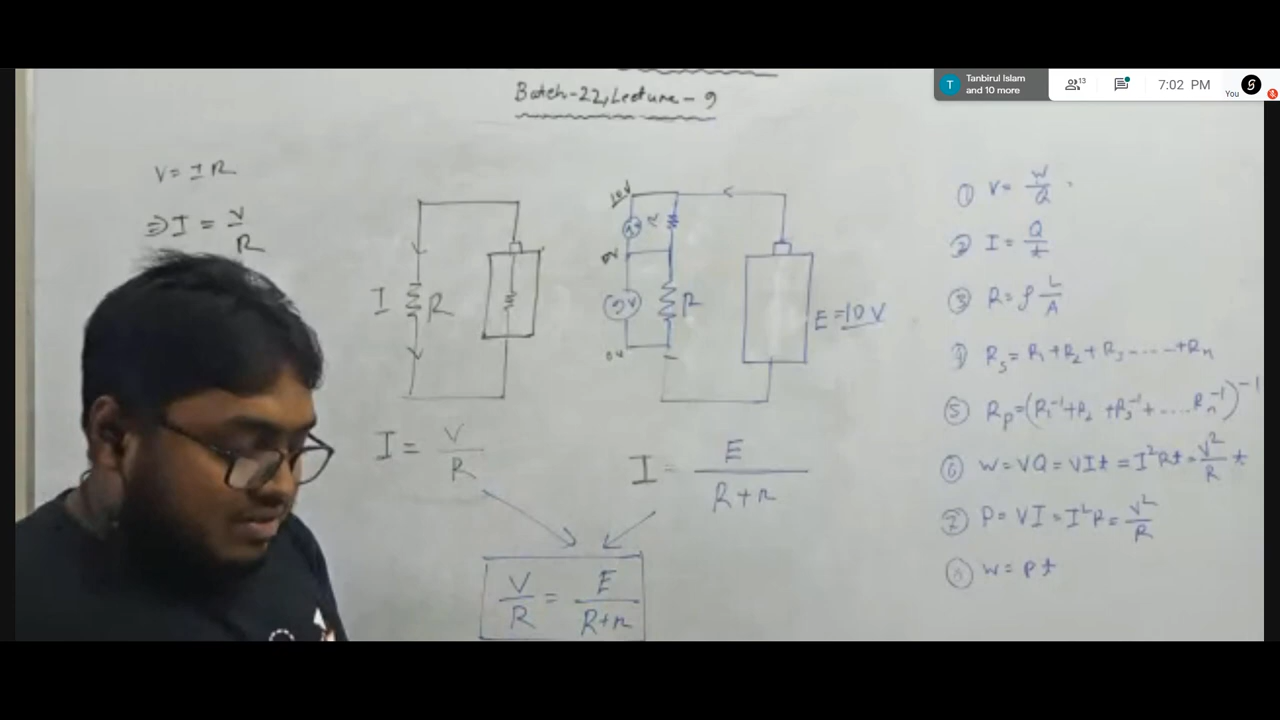 Batch-22, Lecture-9
Tanbirul Islam
and 10 more
13
7:02 PM
You
V = IR
⇒ I = V/R
I
R
I = V/R
10V
9V
R
E = 10V
0V
I = E/(R+r)
V/R = E/(R+r)
① V = W/Q
② I = Q/t
③ R = ρ L/A
④ Rs = R1 + R2 + R3 ----- + Rn
⑤ Rp = (R1⁻¹ + R2 + R3⁻¹ + .... Rn⁻¹)⁻¹
⑥ W = VQ = VIt = I²Rt = V²/R t
⑦ P = VI = I²R = V²/R
⑧ W = Pt